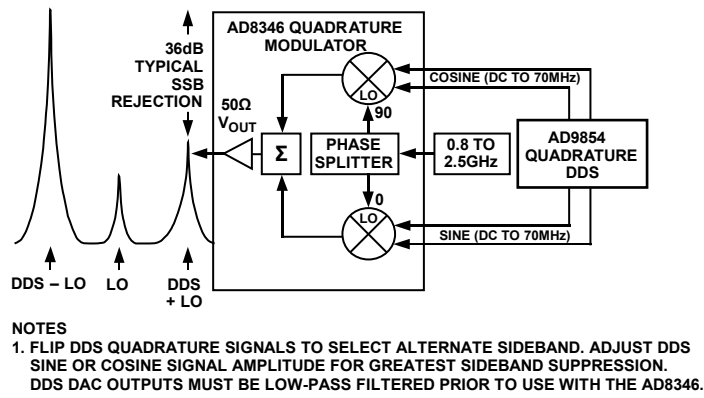 36dB
TYPICAL
SSB
REJECTION
AD8346 QUADRATURE
MODULATOR
50Ω
VOUT
Σ
LO
90
PHASE
SPLITTER
0
LO
COSINE (DC TO 70MHz)
0.8 TO
2.5GHz
AD9854
QUADRATURE
DDS
SINE (DC TO 70MHz)
DDS – LO
LO
DDS
+ LO
NOTES
1. FLIP DDS QUADRATURE SIGNALS TO SELECT ALTERNATE SIDEBAND. ADJUST DDS
SINE OR COSINE SIGNAL AMPLITUDE FOR GREATEST SIDEBAND SUPPRESSION.
DDS DAC OUTPUTS MUST BE LOW-PASS FILTERED PRIOR TO USE WITH THE AD8346.